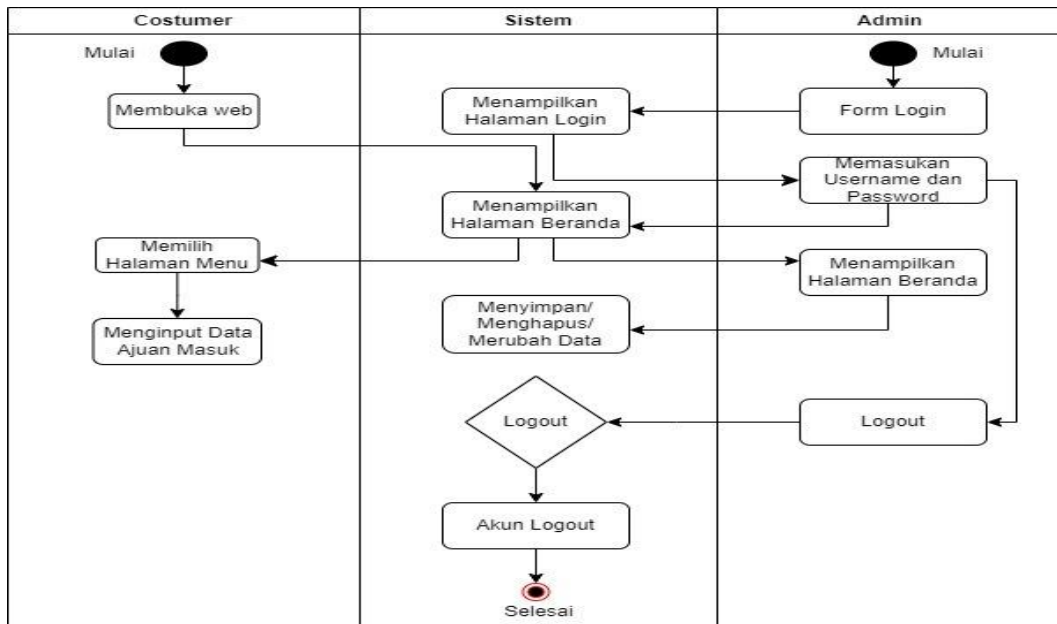 Costumer
Sistem
Admin
Mulai
Mulai
Membuka web
Menampilkan
Halaman Login
Form Login
Memasukan
Username dan
Password
Menampilkan
Halaman Beranda
Memilih
Halaman Menu
Menampilkan
Halaman Beranda
Menyimpan/
Menghapus/
Merubah Data
Menginput Data
Ajuan Masuk
Logout
Logout
Akun Logout
Selesai